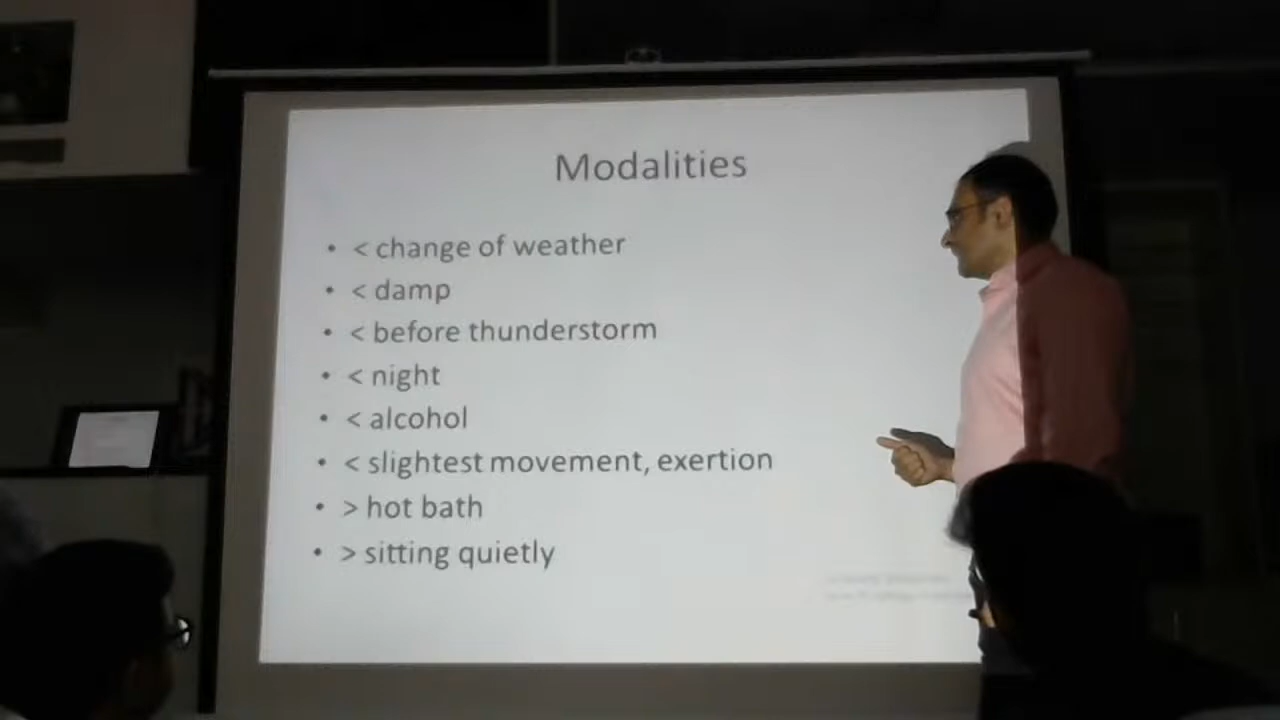 Modalities
• < change of weather
• < damp
• < before thunderstorm
• < night
• < alcohol
• < slightest movement, exertion
• > hot bath
• > sitting quietly